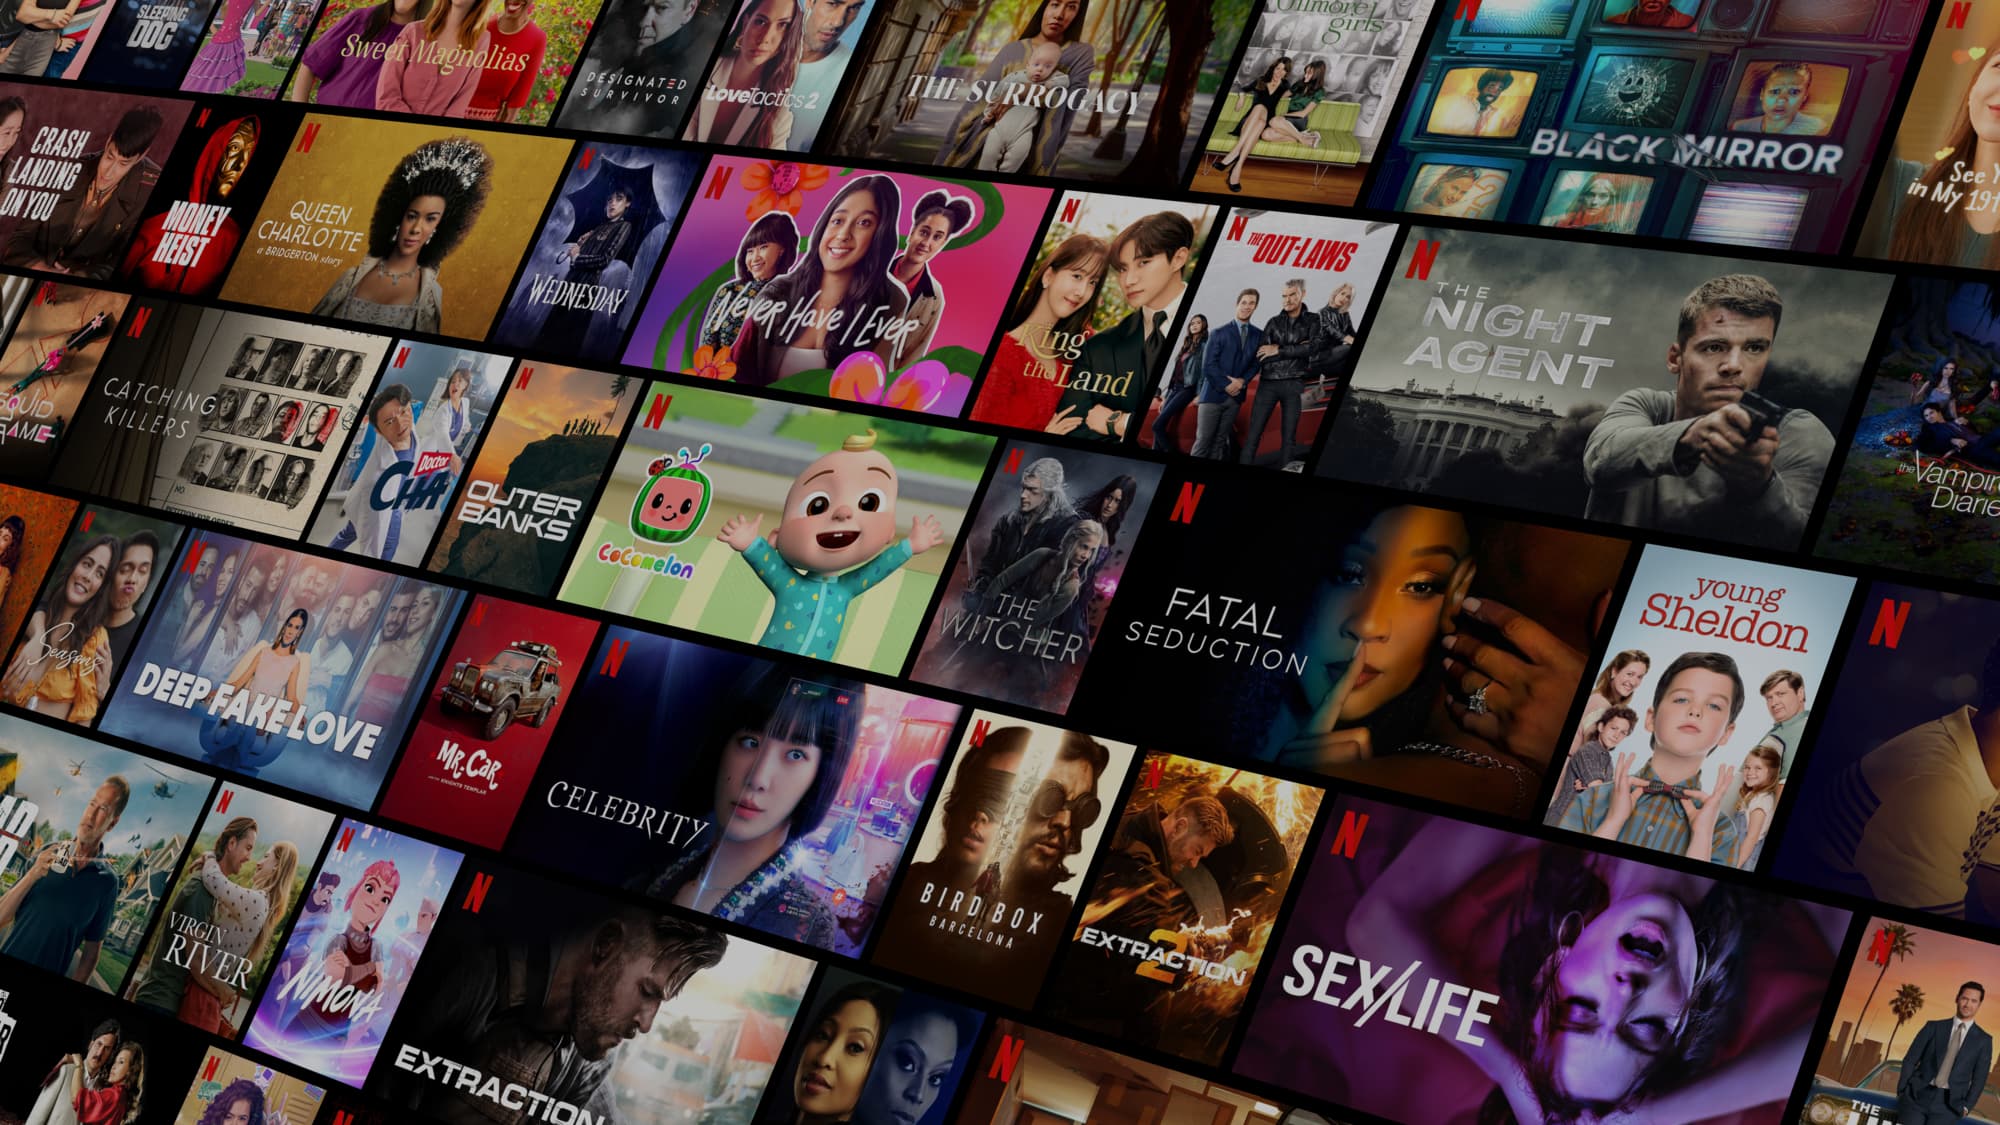 SLEEPING
DOG
Sweet Magnolias
DESIGNATED
SURVIVOR
LoveTactics 2
THE SURROGACY
Gilmore
girls
BLACK MIRROR
See Y
in My 19t
CRASH
LANDING
ON YOU
MONEY
HEIST
QUEEN
CHARLOTTE
a BRIDGERTON story
WEDNESDAY
Never Have I Ever
King
the Land
THE OUT-LAWS
THE
NIGHT
AGENT
the Vampir
Diarie
SQUID
GAME
CATCHING
KILLERS
Doctor
CHA
OUTER
BANKS
CoComelon
THE
WITCHER
FATAL
SEDUCTION
young
Sheldon
Seasons
DEEP FAKE LOVE
MR. CAR
AND THE KNIGHTS TEMPLAR
CELEBRITY
LIVE
BIRD BOX
BARCELONA
EXTRACTION
2
SEX/LIFE
VIRGIN
RIVER
NIMONA
EXTRACTION
THE